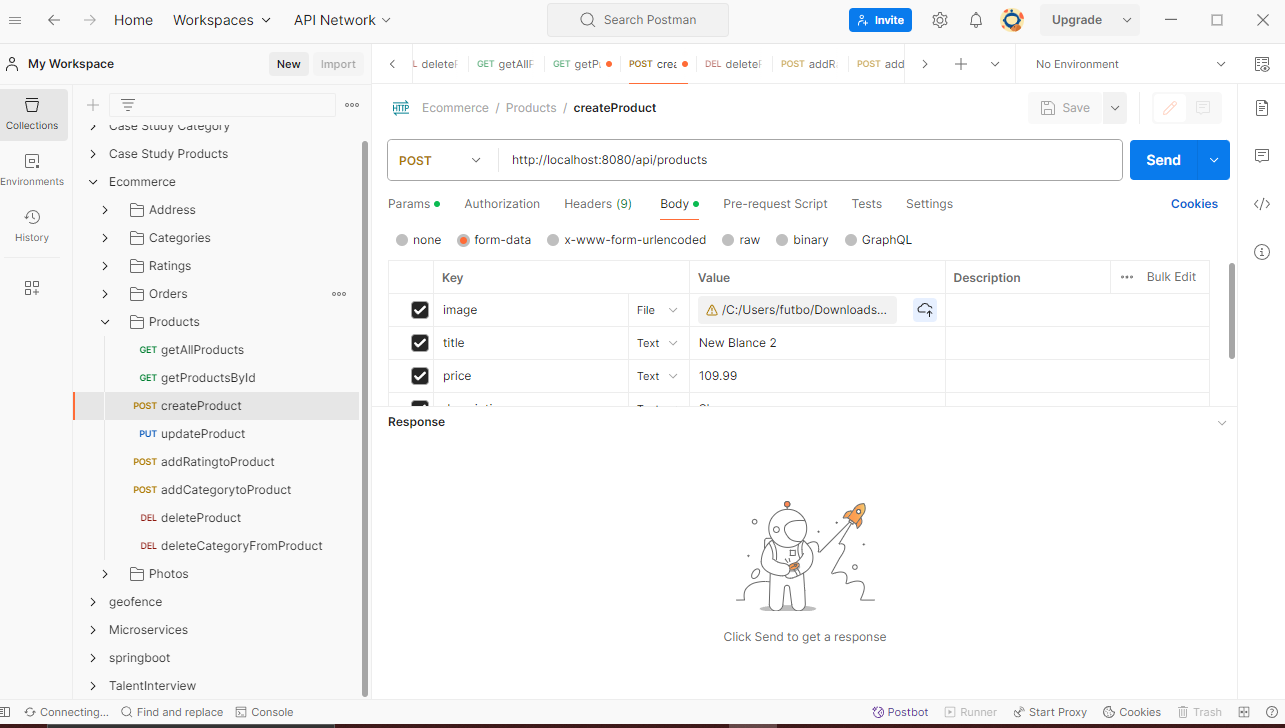 Home Workspaces API Network Search Postman Invite Upgrade
My Workspace New Import
deleteF GET getAllF GET getPr POST crea DEL deleteF POST addRa POST add No Environment
Collections
Environments
History
Case Study Category
Case Study Products
Ecommerce
Address
Categories
Ratings
Orders
Products
GET getAllProducts
GET getProductsById
POST createProduct
PUT updateProduct
POST addRatingtoProduct
POST addCategorytoProduct
DEL deleteProduct
DEL deleteCategoryFromProduct
Photos
geofence
Microservices
springboot
TalentInterview
HTTP Ecommerce / Products / createProduct Save
POST http://localhost:8080/api/products Send
Params Authorization Headers (9) Body Pre-request Script Tests Settings Cookies
none form-data x-www-form-urlencoded raw binary GraphQL
Key Value Description Bulk Edit
image File /C:/Users/futbo/Downloads...
title Text New Blance 2
price Text 109.99
Response
Click Send to get a response
Connecting... Find and replace Console Postbot Runner Start Proxy Cookies Trash